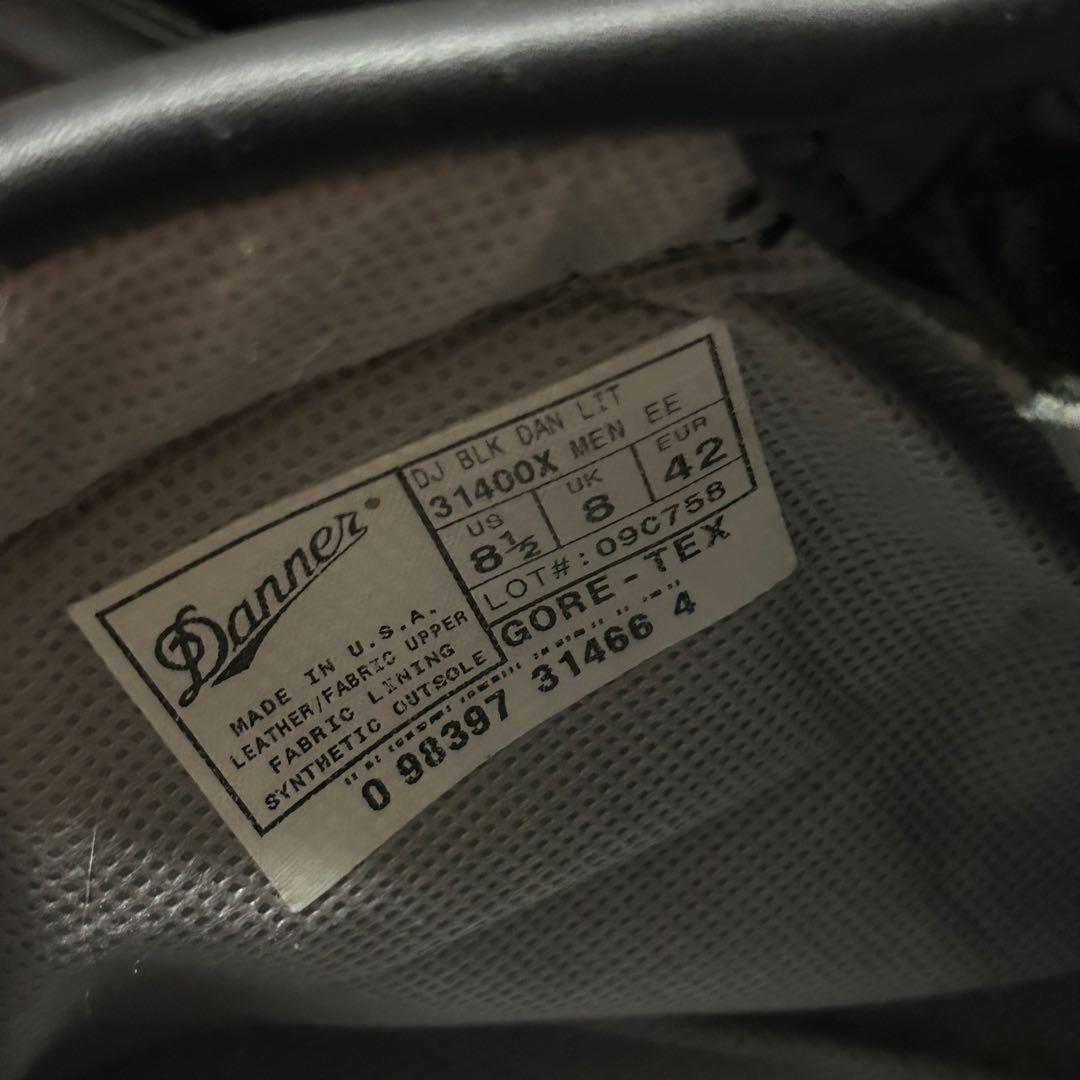 Danner®
MADE IN U.S.A.
LEATHER/FABRIC UPPER
FABRIC LINING
SYNTHETIC OUTSOLE
DJ BLK DAN LIT
31400X MEN EE
US UK EUR
8½ 8 42
LOT#:09C758
GORE-TEX
0 98397 31466 4